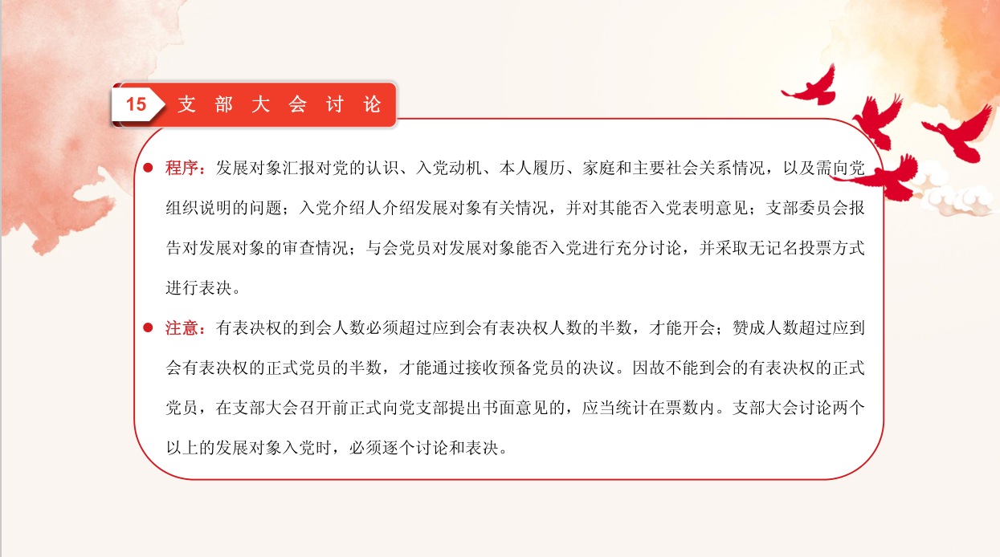 15 支部大会讨论
程序：发展对象汇报对党的认识、入党动机、本人履历、家庭和主要社会关系情况，以及需向党
组织说明的问题；入党介绍人介绍发展对象有关情况，并对其能否入党表明意见；支部委员会报
告对发展对象的审查情况；与会党员对发展对象能否入党进行充分讨论，并采取无记名投票方式
进行表决。
注意：有表决权的到会人数必须超过应到会有表决权人数的半数，才能开会；赞成人数超过应到
会有表决权的正式党员的半数，才能通过接收预备党员的决议。因故不能到会的有表决权的正式
党员，在支部大会召开前正式向党支部提出书面意见的，应当统计在票数内。支部大会讨论两个
以上的发展对象入党时，必须逐个讨论和表决。